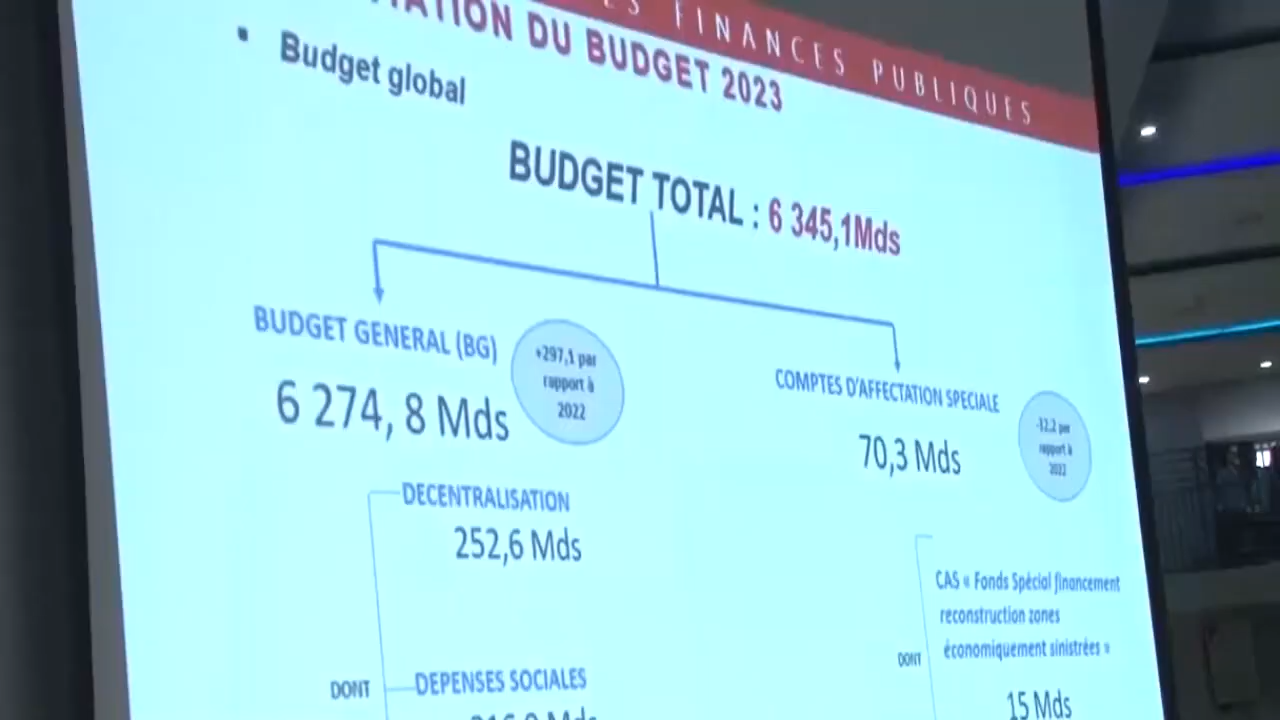 FINANCES PUBLIQUES
DU BUDGET 2023
▪ Budget global
BUDGET TOTAL : 6 345,1Mds
BUDGET GENERAL (BG)
6 274, 8 Mds
+297,1 par
rapport à
2022
COMPTES D'AFFECTATION SPECIALE
70,3 Mds
rapport à
2022
DECENTRALISATION
252,6 Mds
CAS « Fonds Spécial financement
reconstruction zones
économiquement sinistrées »
DONT
15 Mds
DONT
DEPENSES SOCIALES